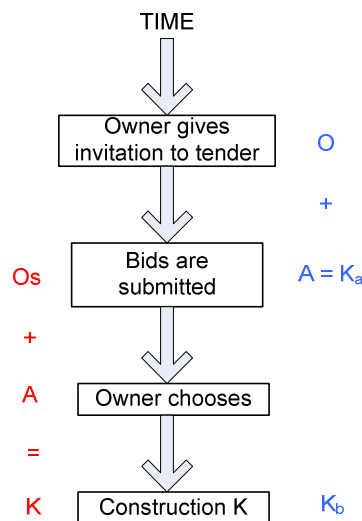 TIME
Owner gives
invitation to tender
O
+
Bids are
submitted
Os
A = Ka
+
A
Owner chooses
=
K
Construction K
Kb